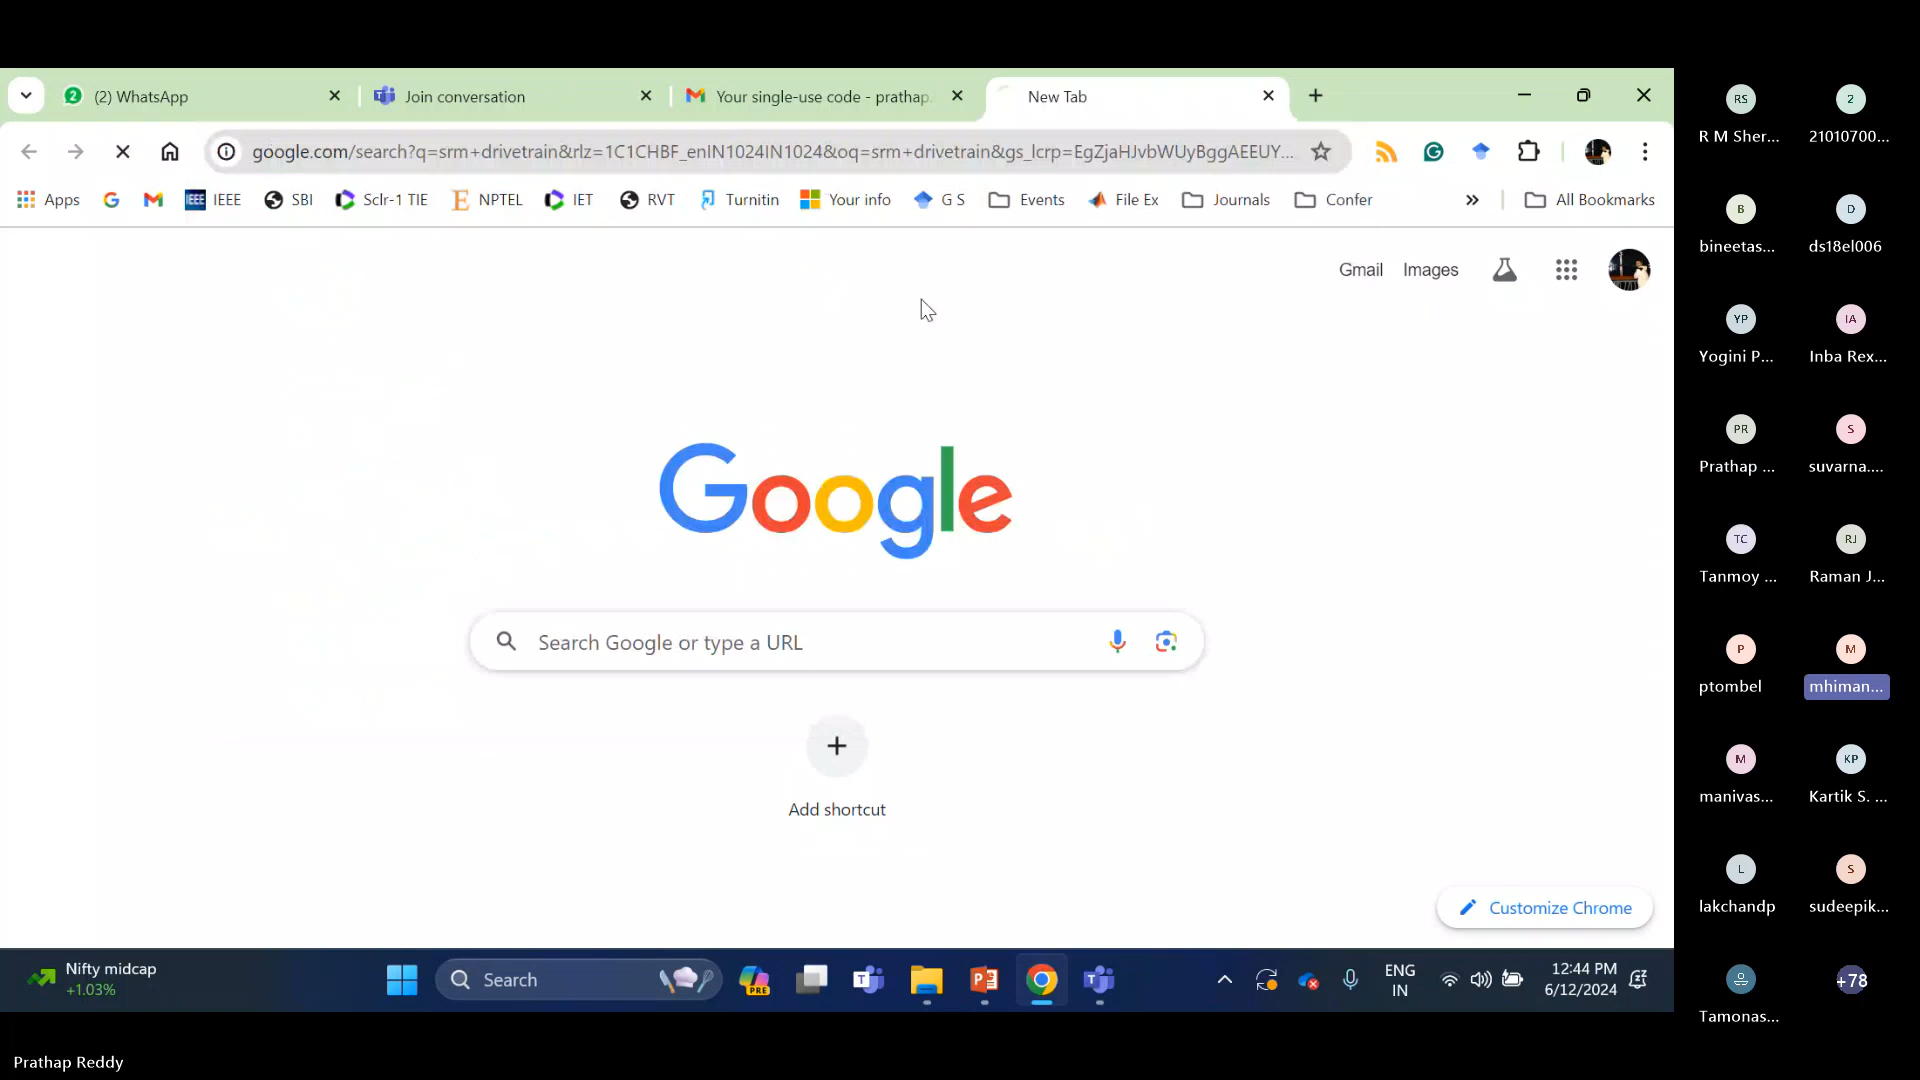 (2) WhatsApp
Join conversation
Your single-use code - prathap.
New Tab
google.com/search?q=srm+drivetrain&rlz=1C1CHBF_enIN1024IN1024&oq=srm+drivetrain&gs_lcrp=EgZjaHJvbWUyBggAEEUY...
Apps
IEEE
SBI
Sclr-1 TIE
NPTEL
IET
RVT
Turnitin
Your info
G S
Events
File Ex
Journals
Confer
»
All Bookmarks
Gmail
Images
Google
Search Google or type a URL
Add shortcut
Customize Chrome
Nifty midcap
+1.03%
Search
PRE
ENG
IN
12:44 PM
6/12/2024
Prathap Reddy
RS
R M Sher...
2
21010700...
B
bineetas...
D
ds18el006
YP
Yogini P...
IA
Inba Rex...
PR
Prathap ...
S
suvarna....
TC
Tanmoy ...
RJ
Raman J...
P
ptombel
M
mhiman...
M
manivas...
KP
Kartik S. ...
L
lakchandp
S
sudeepik...
Tamonas...
+78